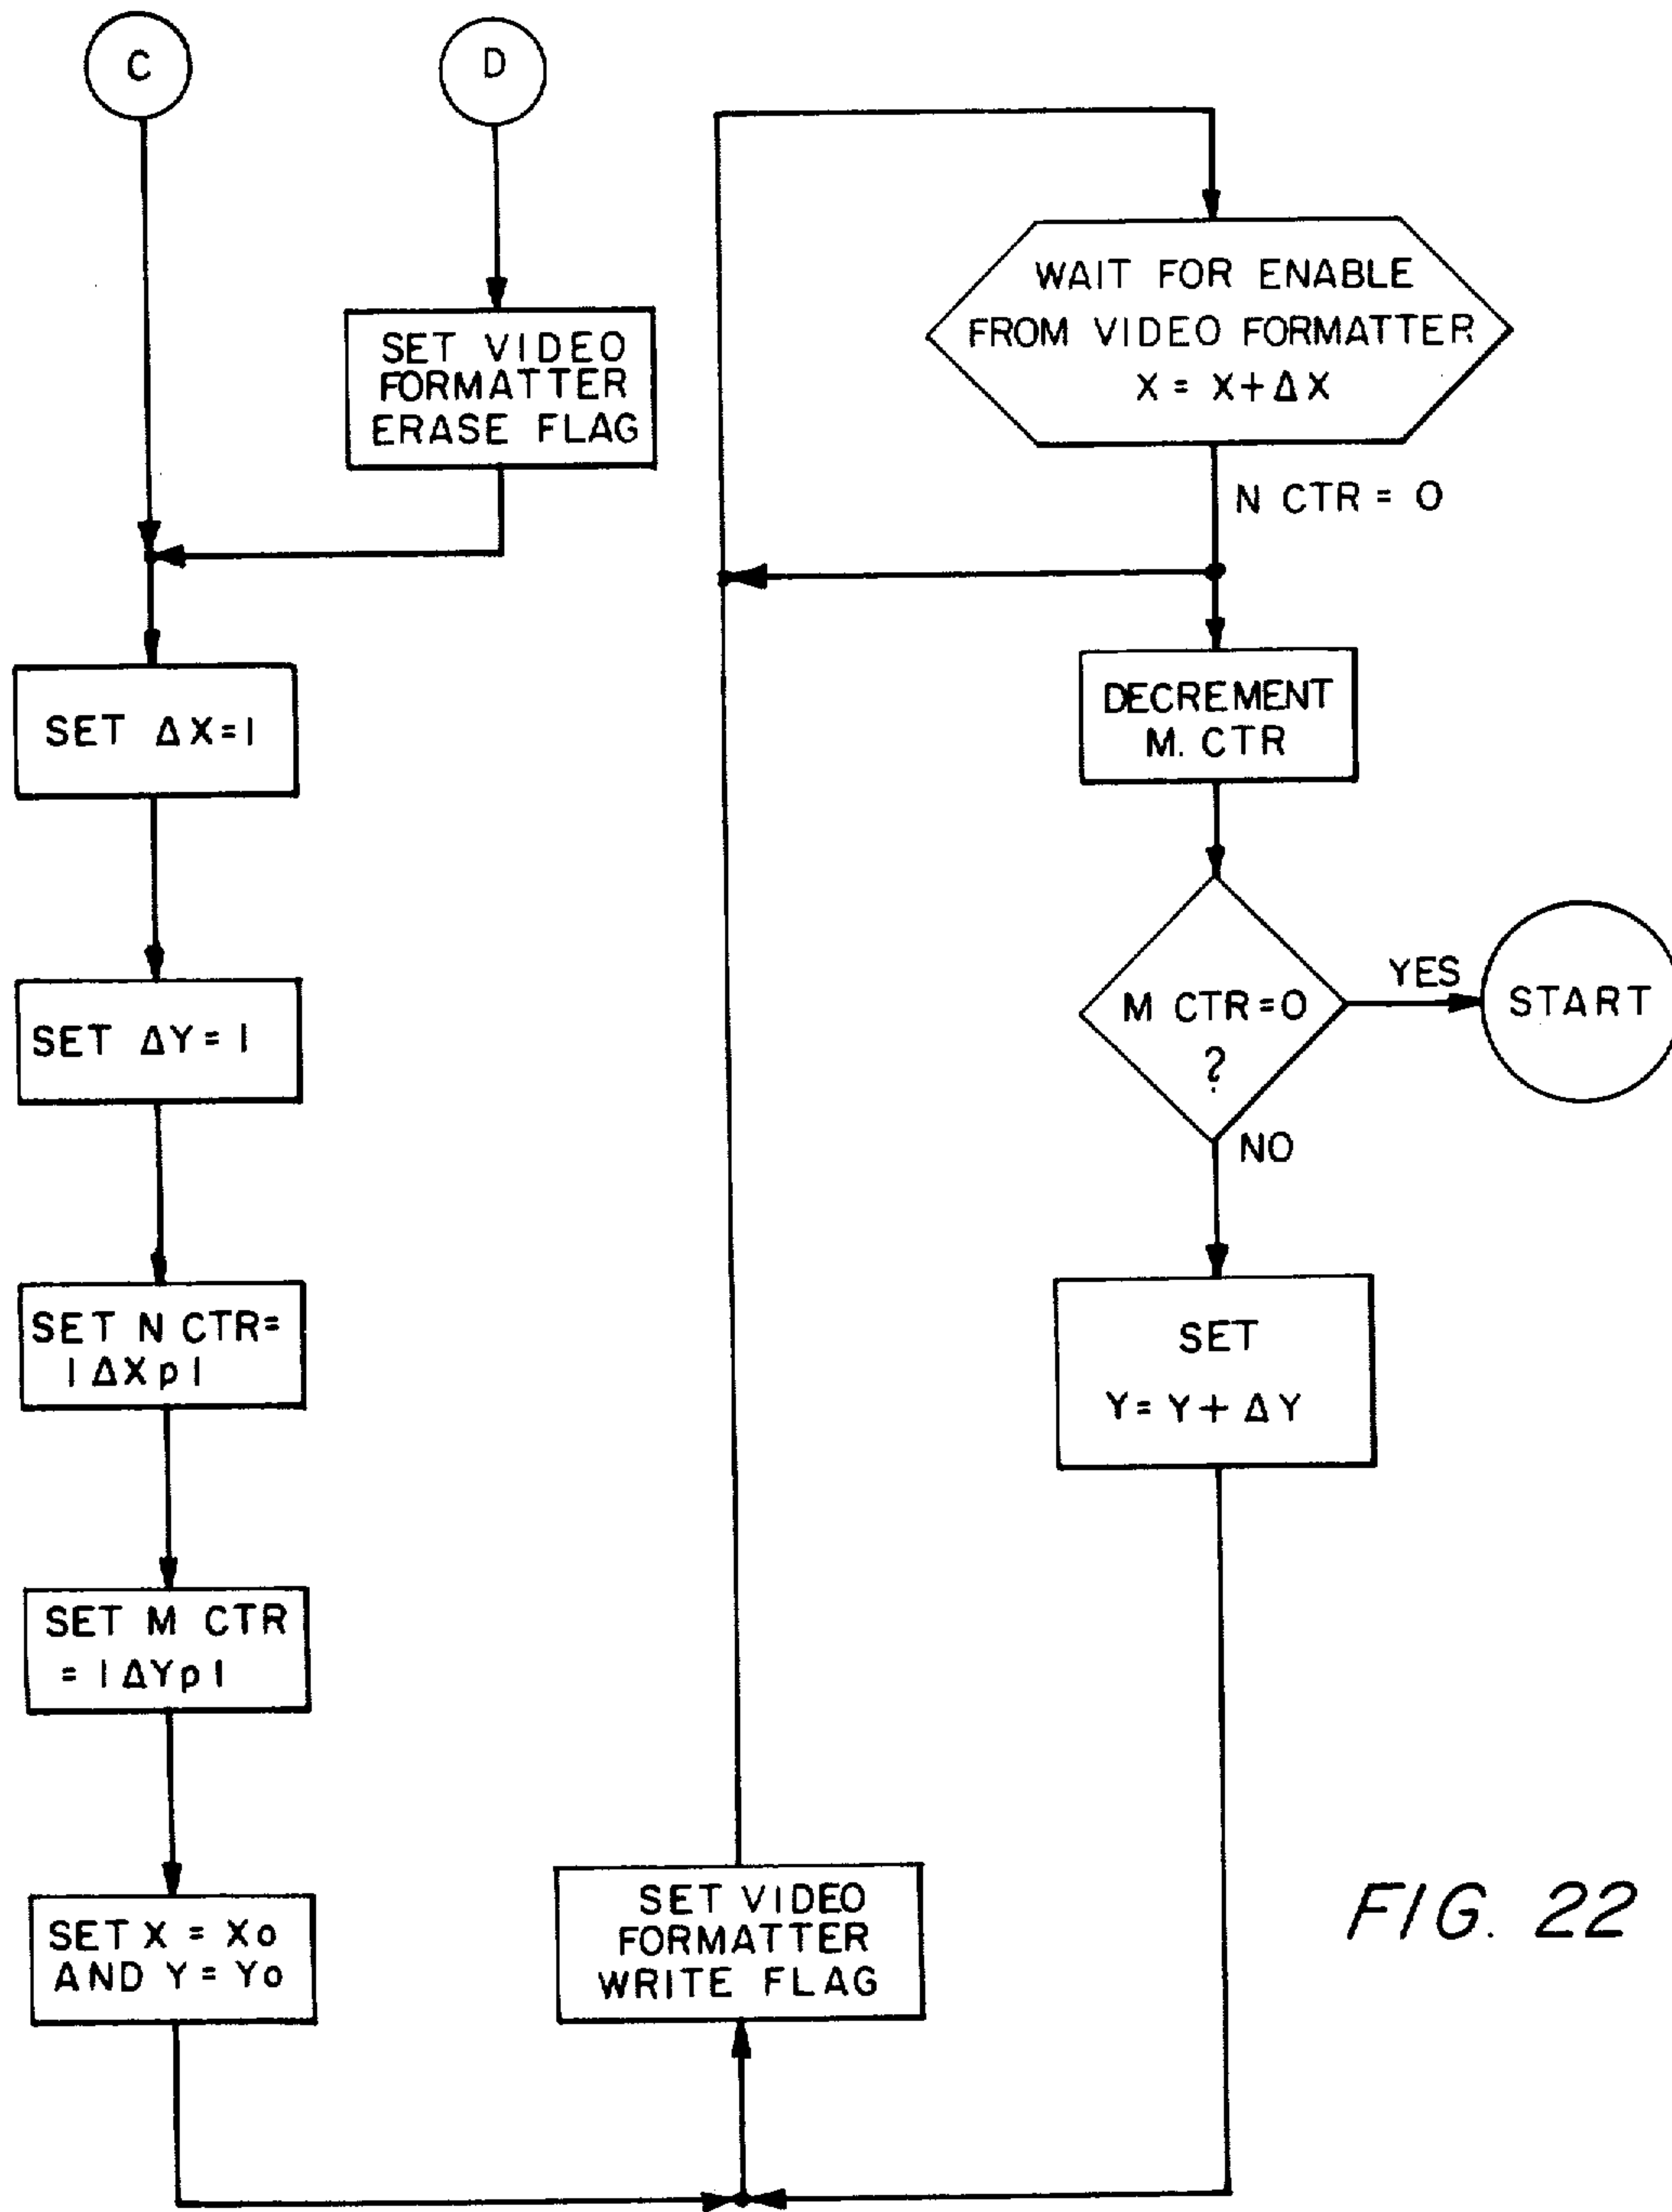 C
D
SET VIDEO
FORMATTER
ERASE FLAG
SET ΔX=1
SET ΔY=1
SET N CTR=
|ΔXp|
SET M CTR
=|ΔYp|
SET X = Xo
AND Y = Yo
SET VIDEO
FORMATTER
WRITE FLAG
WAIT FOR ENABLE
FROM VIDEO FORMATTER
X = X+ΔX
N CTR = 0
DECREMENT
M. CTR
M CTR=0
?
YES
START
NO
SET
Y=Y+ ΔY
FIG. 22